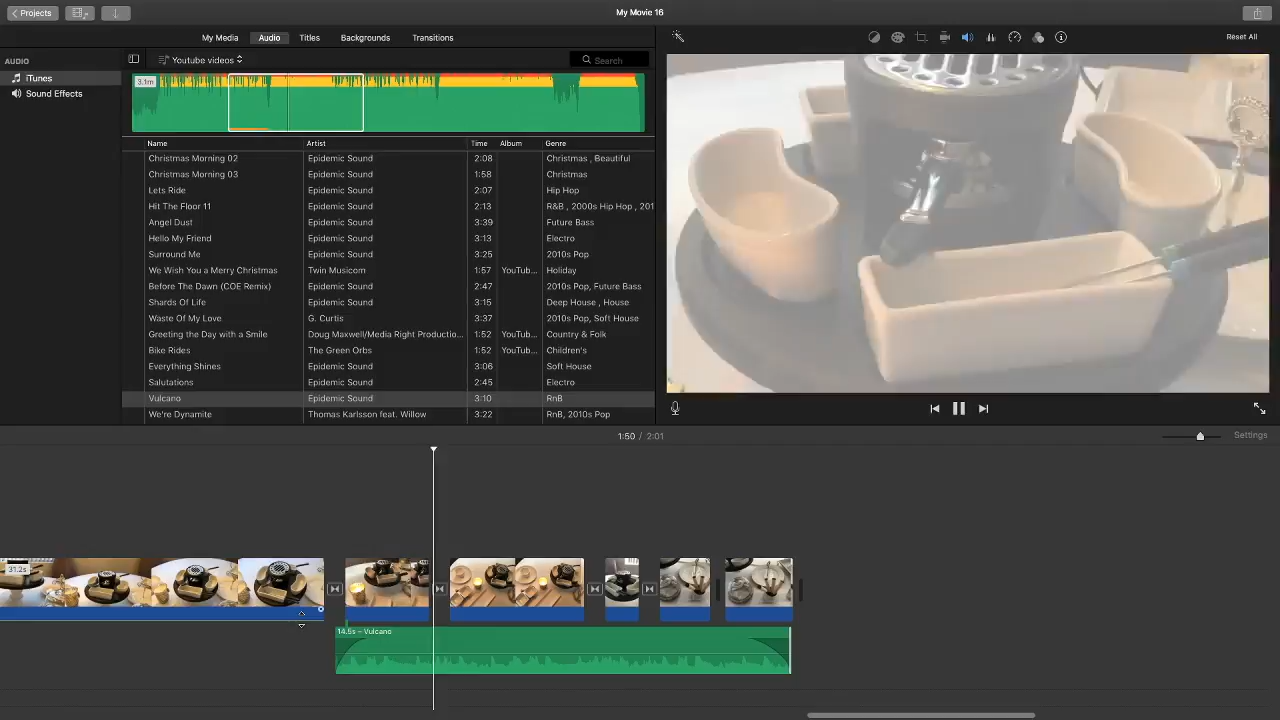 Projects
My Movie 16
My Media Audio Titles Backgrounds Transitions
Reset All
AUDIO
iTunes
Sound Effects
Youtube videos
Search
3.1m
Name Artist Time Album Genre
Christmas Morning 02 Epidemic Sound 2:08 Christmas , Beautiful
Christmas Morning 03 Epidemic Sound 1:58 Christmas
Lets Ride Epidemic Sound 2:07 Hip Hop
Hit The Floor 11 Epidemic Sound 2:13 R&B , 2000s Hip Hop , 201
Angel Dust Epidemic Sound 3:39 Future Bass
Hello My Friend Epidemic Sound 3:13 Electro
Surround Me Epidemic Sound 3:25 2010s Pop
We Wish You a Merry Christmas Twin Musicom 1:57 YouTub... Holiday
Before The Dawn (COE Remix) Epidemic Sound 2:47 2010s Pop, Future Bass
Shards Of Life Epidemic Sound 3:15 Deep House , House
Waste Of My Love G. Curtis 3:37 2010s Pop, Soft House
Greeting the Day with a Smile Doug Maxwell/Media Right Productio... 1:52 YouTub... Country & Folk
Bike Rides The Green Orbs 1:52 YouTub... Children's
Everything Shines Epidemic Sound 3:06 Soft House
Salutations Epidemic Sound 2:45 Electro
Vulcano Epidemic Sound 3:10 RnB
We're Dynamite Thomas Karlsson feat. Willow 3:22 RnB, 2010s Pop
1:50 / 2:01
Settings
31.2s
14.5s – Vulcano